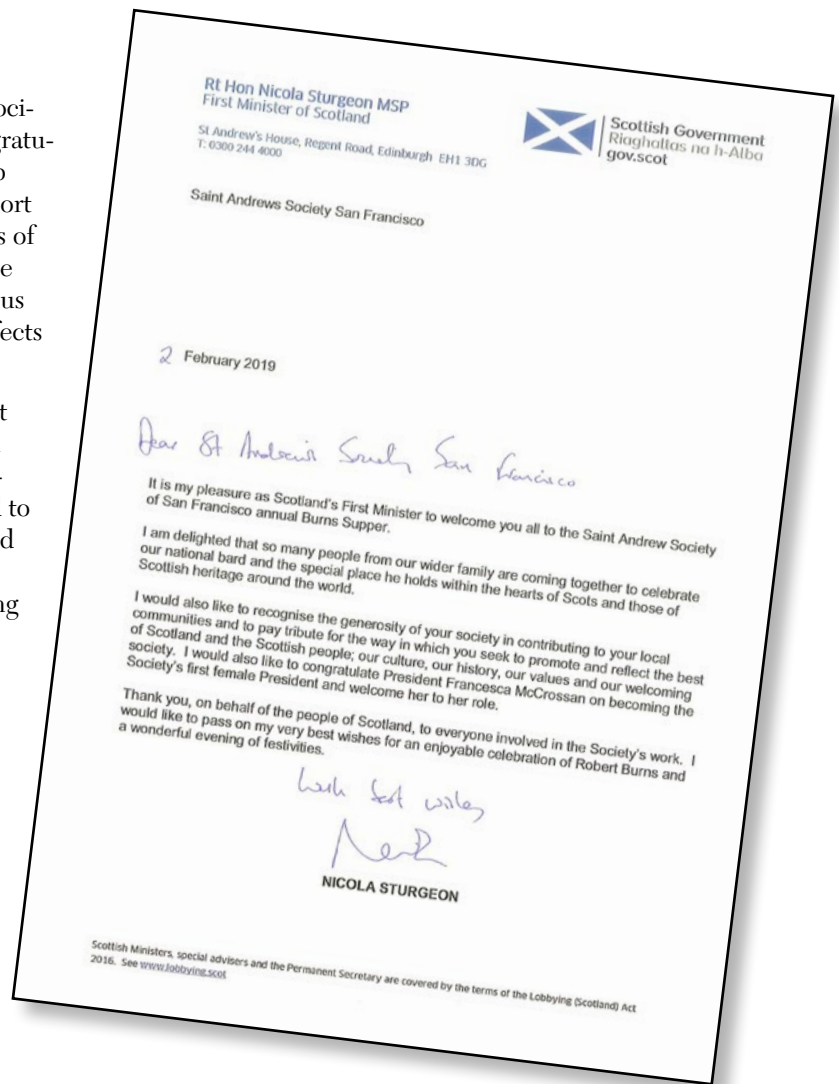 oci-
gratu-
o
ort
s of
e
us
fects
t
-
l to
d
ng
Rt Hon Nicola Sturgeon MSP
First Minister of Scotland
St Andrew's House, Regent Road, Edinburgh EH1 3DG
T: 0300 244 4000
Scottish Government
Riaghaltas na h-Alba
gov.scot
Saint Andrews Society San Francisco
2 February 2019
Dear St Andrew's Society San Francisco
It is my pleasure as Scotland's First Minister to welcome you all to the Saint Andrew Society
of San Francisco annual Burns Supper.
I am delighted that so many people from our wider family are coming together to celebrate
our national bard and the special place he holds within the hearts of Scots and those of
Scottish heritage around the world.
I would also like to recognise the generosity of your society in contributing to your local
communities and to pay tribute for the way in which you seek to promote and reflect the best
of Scotland and the Scottish people; our culture, our history, our values and our welcoming
society. I would also like to congratulate President Francesca McCrossan on becoming the
Society's first female President and welcome her to her role.
Thank you, on behalf of the people of Scotland, to everyone involved in the Society's work. I
would like to pass on my very best wishes for an enjoyable celebration of Robert Burns and
a wonderful evening of festivities.
With best wishes
NICOLA STURGEON
Scottish Ministers, special advisers and the Permanent Secretary are covered by the terms of the Lobbying (Scotland) Act
2016. See www.lobbying.scot